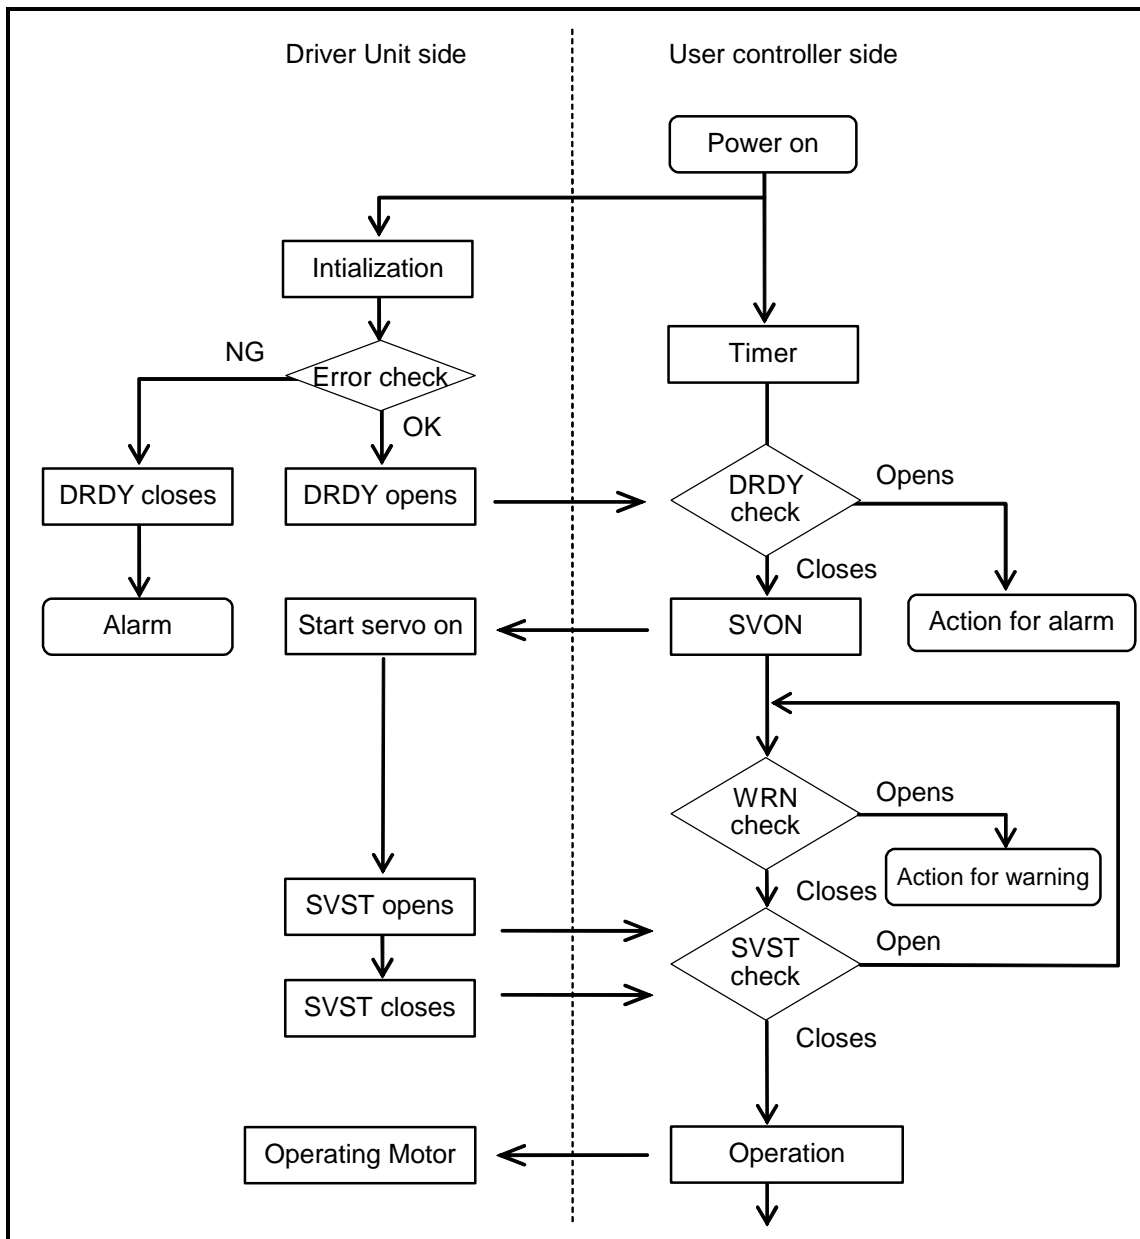 Driver Unit side
User controller side
Power on
Intialization
Timer
NG
Error check
OK
DRDY closes
DRDY opens
DRDY
check
Opens
Closes
Alarm
Start servo on
SVON
Action for alarm
WRN
check
Opens
Action for warning
Closes
SVST opens
SVST
check
Open
SVST closes
Closes
Operating Motor
Operation